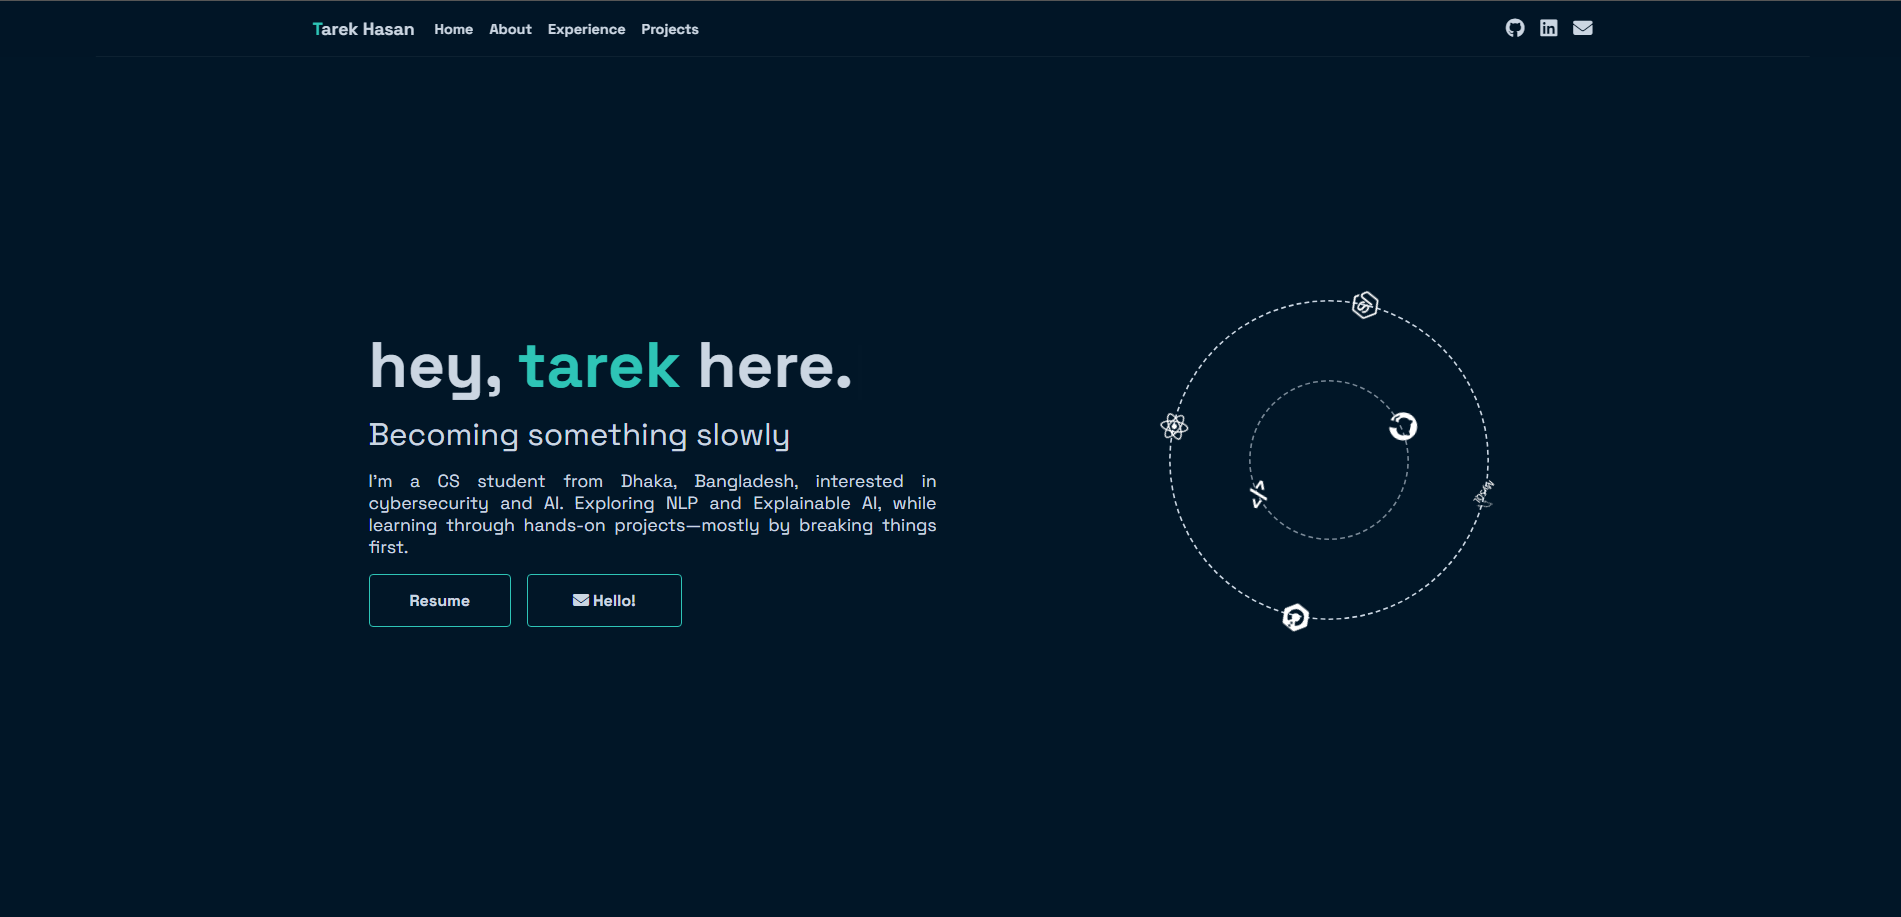 Tarek Hasan Home About Experience Projects
hey, tarek here.
Becoming something slowly
I'm a CS student from Dhaka, Bangladesh, interested in
cybersecurity and AI. Exploring NLP and Explainable AI, while
learning through hands-on projects—mostly by breaking things
first.
Resume
Hello!